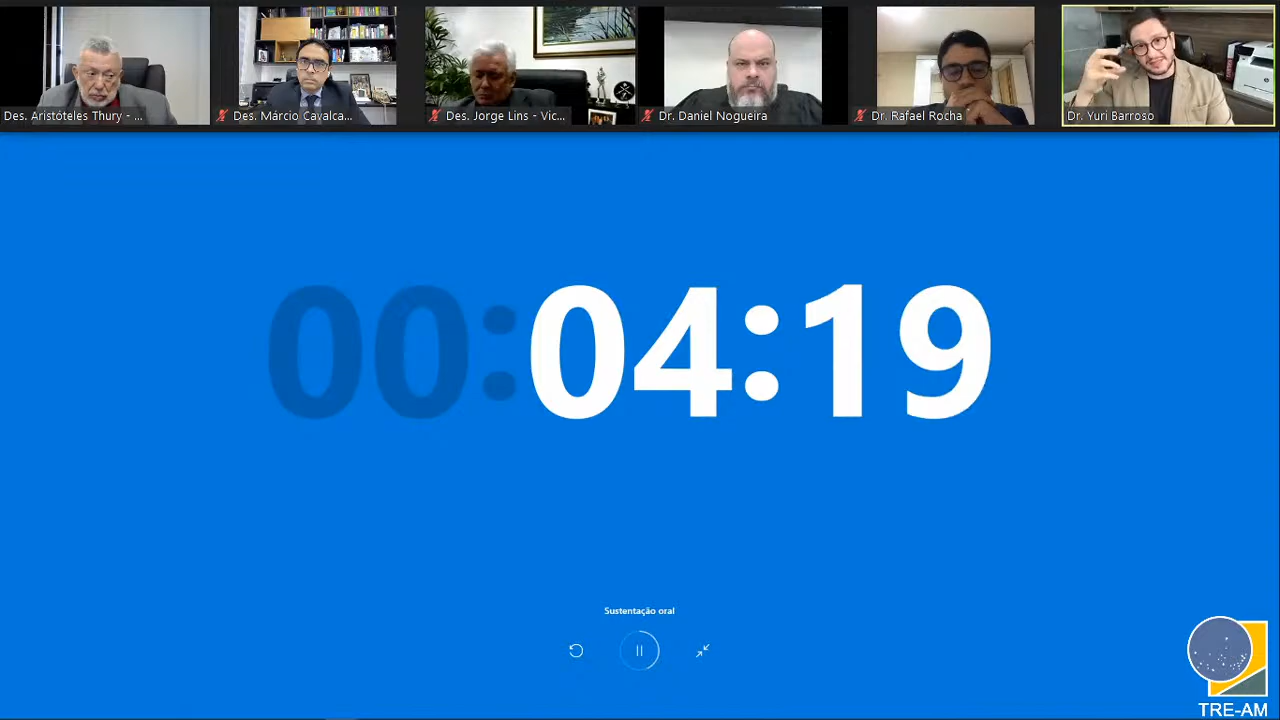 Des. Aristóteles Thury - ...
Des. Márcio Cavalca...
Des. Jorge Lins - Vic...
Dr. Daniel Nogueira
Dr. Rafael Rocha
Dr. Yuri Barroso
00:04:19
Sustentação oral
TRE-AM